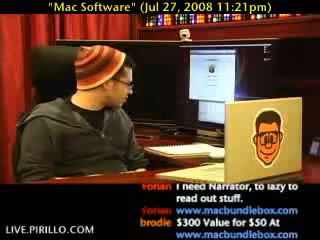 "Mac Software" (Jul 27, 2008 11:21pm)
I need Narrator, to lazy to
read out stuff.
www.macbundlebox.com
brodie $300 Value for $50 At
www.macbundlebox.com
LIVE.PIRILLO.COM